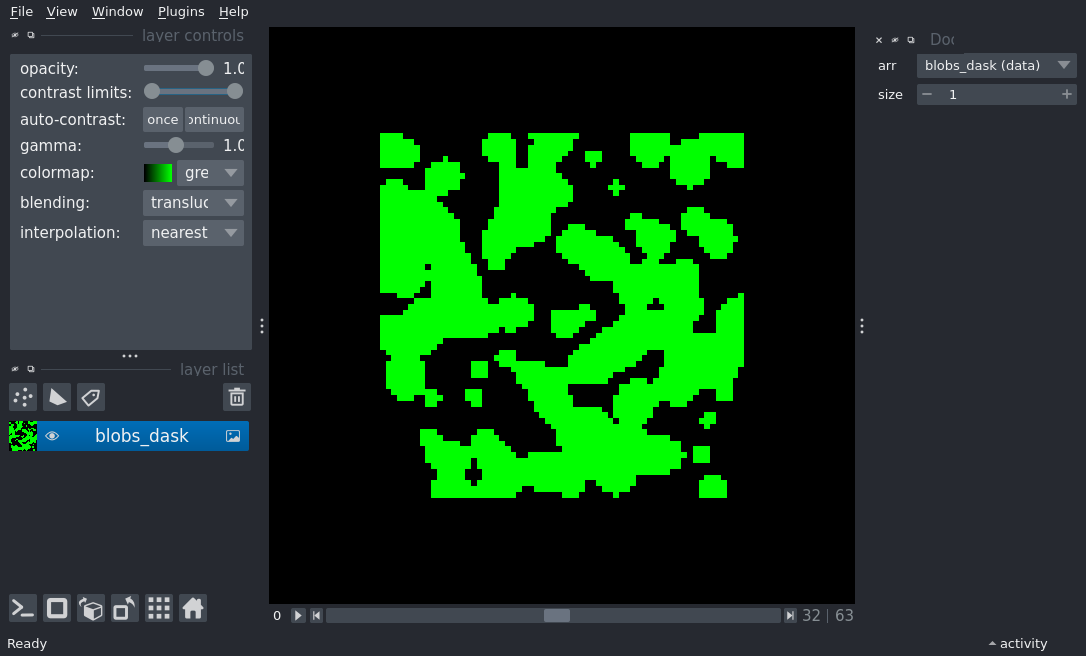 File View Window Plugins Help
layer controls
opacity: 1.0
contrast limits:
auto-contrast: once ontinuou
gamma: 1.0
colormap: gre
blending: transluc
interpolation: nearest
layer list
blobs_dask
0 32 | 63
Doc
arr blobs_dask (data)
size 1
Ready
activity